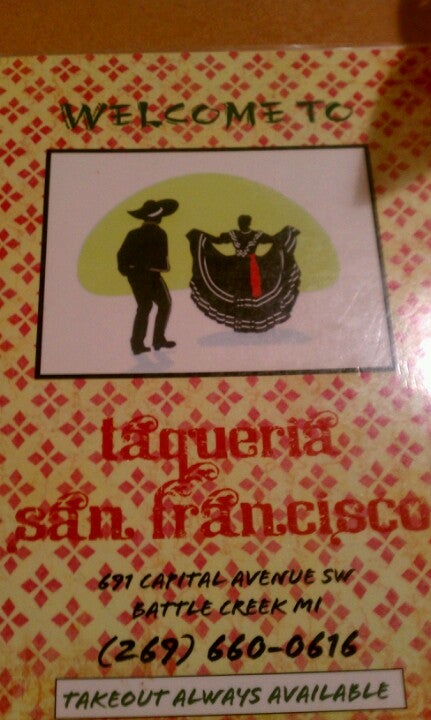 WELCOME TO
taqueria
san francisco
691 CAPITAL AVENUE SW
BATTLE CREEK MI
(269) 660-0616
TAKEOUT ALWAYS AVAILABLE